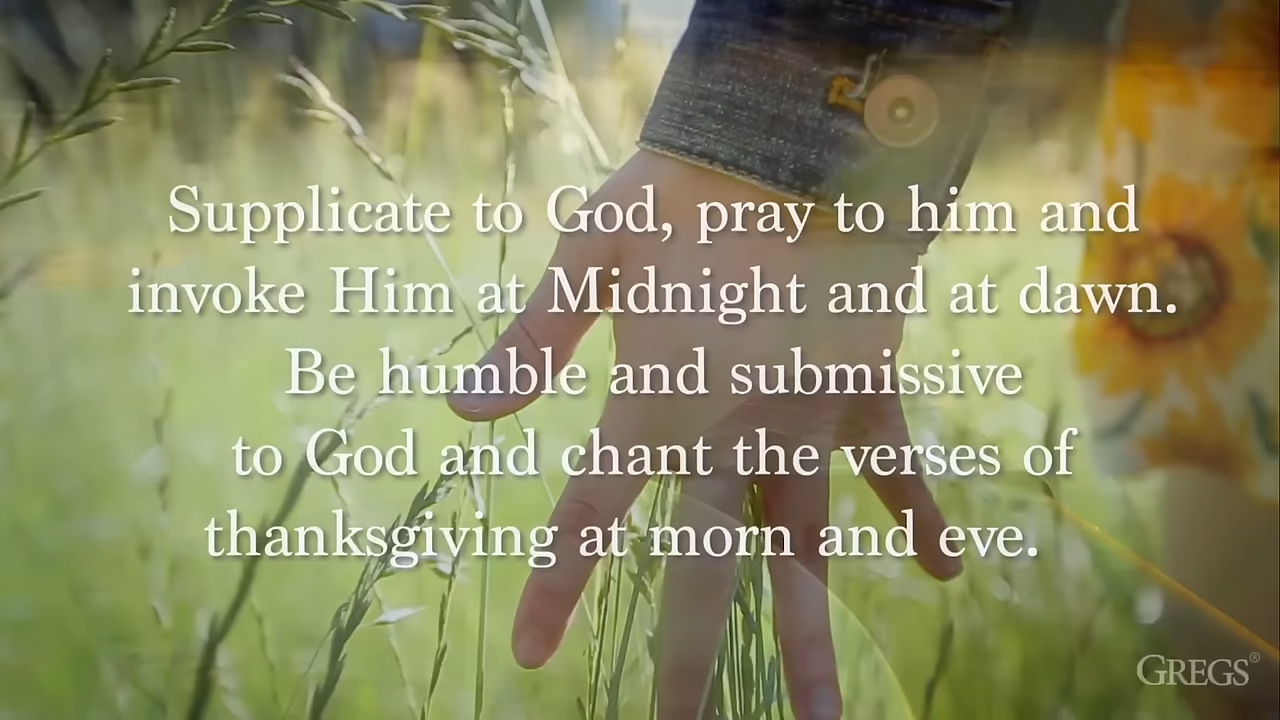 Supplicate to God, pray to him and
invoke Him at Midnight and at dawn.
Be humble and submissive
to God and chant the verses of
thanksgiving at morn and eve.
GREGS®